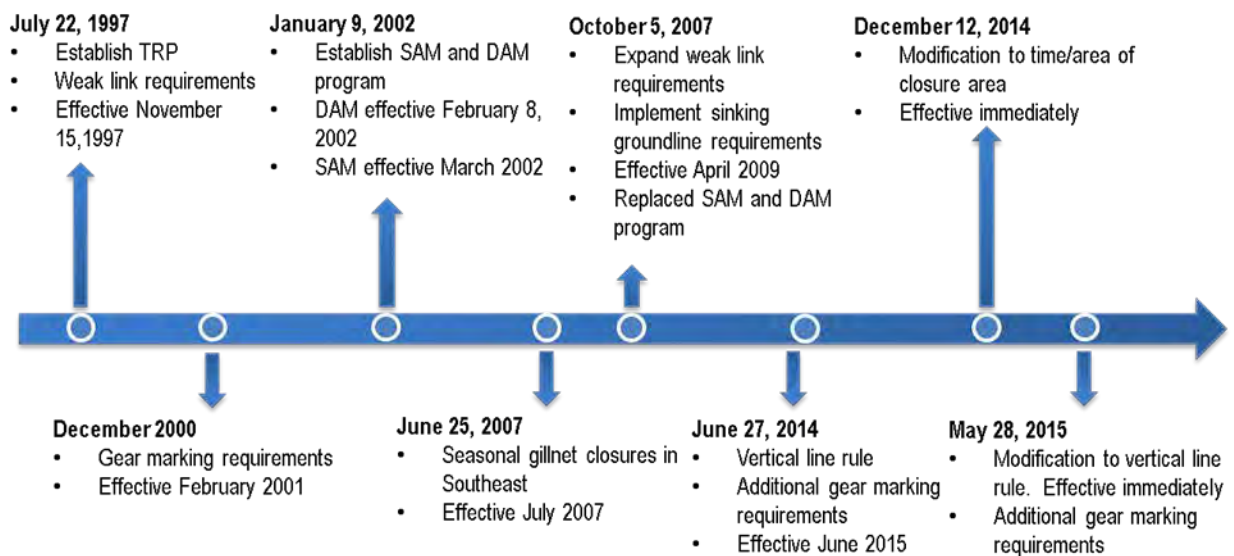 July 22, 1997
• Establish TRP
• Weak link requirements
• Effective November
15,1997
January 9, 2002
• Establish SAM and DAM
program
• DAM effective February 8,
2002
• SAM effective March 2002
October 5, 2007
• Expand weak link
requirements
• Implement sinking
groundline requirements
• Effective April 2009
• Replaced SAM and DAM
program
December 12, 2014
• Modification to time/area of
closure area
• Effective immediately
December 2000
• Gear marking requirements
• Effective February 2001
June 25, 2007
• Seasonal gillnet closures in
Southeast
• Effective July 2007
June 27, 2014
• Vertical line rule
• Additional gear marking
requirements
• Effective June 2015
May 28, 2015
• Modification to vertical line
rule. Effective immediately
• Additional gear marking
requirements